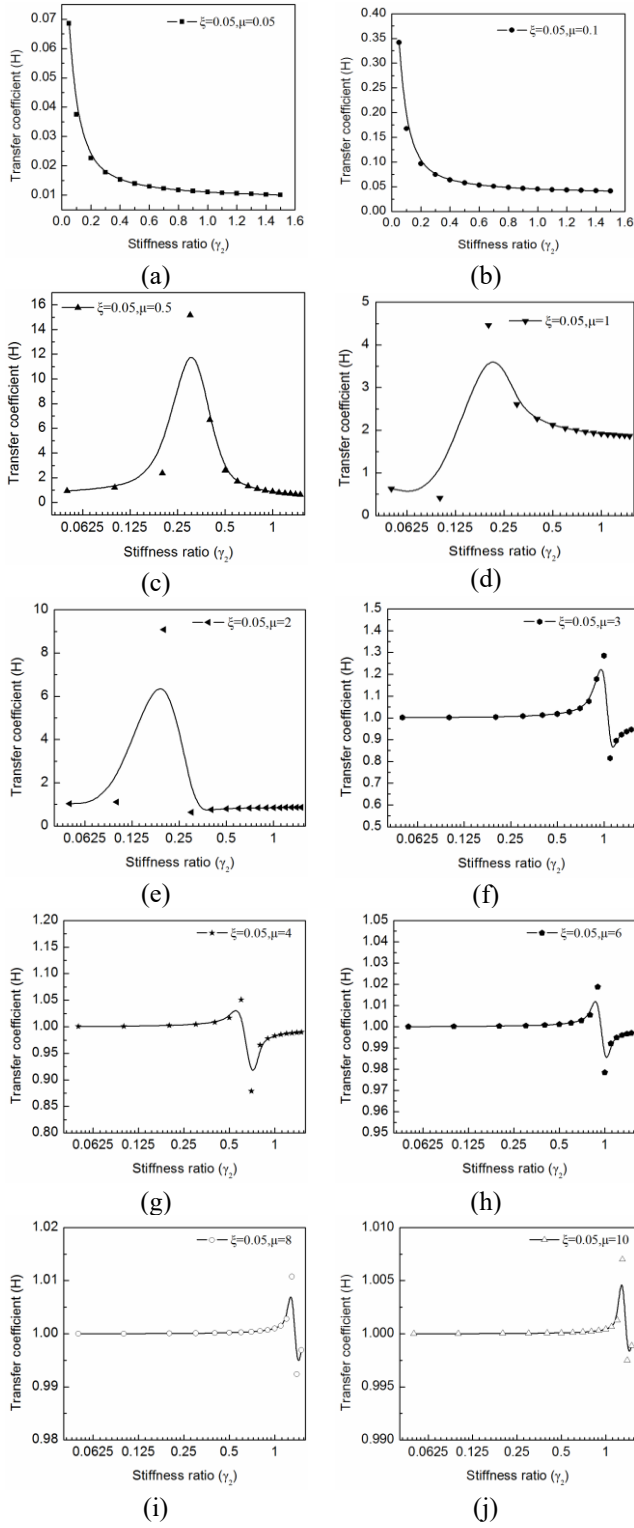 0.07
0.06
0.05
0.04
0.03
0.02
0.01
Transfer coefficient (H)
ξ=0.05,μ=0.05
0.0 0.2 0.4 0.6 0.8 1.0 1.2 1.4 1.6
Stiffness ratio (γ2)
(a)
0.40
0.35
0.30
0.25
0.20
0.15
0.10
0.05
0.00
Transfer coefficient (H)
ξ=0.05,μ=0.1
0.0 0.2 0.4 0.6 0.8 1.0 1.2 1.4 1.6
Stiffness ratio (γ2)
(b)
16
14
12
10
8
6
4
2
0
Transfer coefficient (H)
ξ=0.05,μ=0.5
0.0625 0.125 0.25 0.5 1
Stiffness ratio (γ2)
(c)
5
4
3
2
1
0
Transfer coefficient (H)
ξ=0.05,μ=1
0.0625 0.125 0.25 0.5 1
Stiffness ratio (γ2)
(d)
10
8
6
4
2
0
Transfer coefficient (H)
ξ=0.05,μ=2
0.0625 0.125 0.25 0.5 1
Stiffness ratio (γ2)
(e)
1.5
1.4
1.3
1.2
1.1
1.0
0.9
0.8
0.7
0.6
0.5
Transfer coefficient (H)
ξ=0.05,μ=3
0.0625 0.125 0.25 0.5 1
Stiffness ratio (γ2)
(f)
1.20
1.15
1.10
1.05
1.00
0.95
0.90
0.85
0.80
Transfer coefficient (H)
ξ=0.05,μ=4
0.0625 0.125 0.25 0.5 1
Stiffness ratio (γ2)
(g)
1.05
1.04
1.03
1.02
1.01
1.00
0.99
0.98
0.97
0.96
0.95
Transfer coefficient (H)
ξ=0.05,μ=6
0.0625 0.125 0.25 0.5 1
Stiffness ratio (γ2)
(h)
1.02
1.01
1.00
0.99
0.98
Transfer coefficient (H)
ξ=0.05,μ=8
0.0625 0.125 0.25 0.5 1
Stiffness ratio (γ2)
(i)
1.010
1.005
1.000
0.995
0.990
Transfer coefficient (H)
ξ=0.05,μ=10
0.0625 0.125 0.25 0.5 1
Stiffness ratio (γ2)
(j)